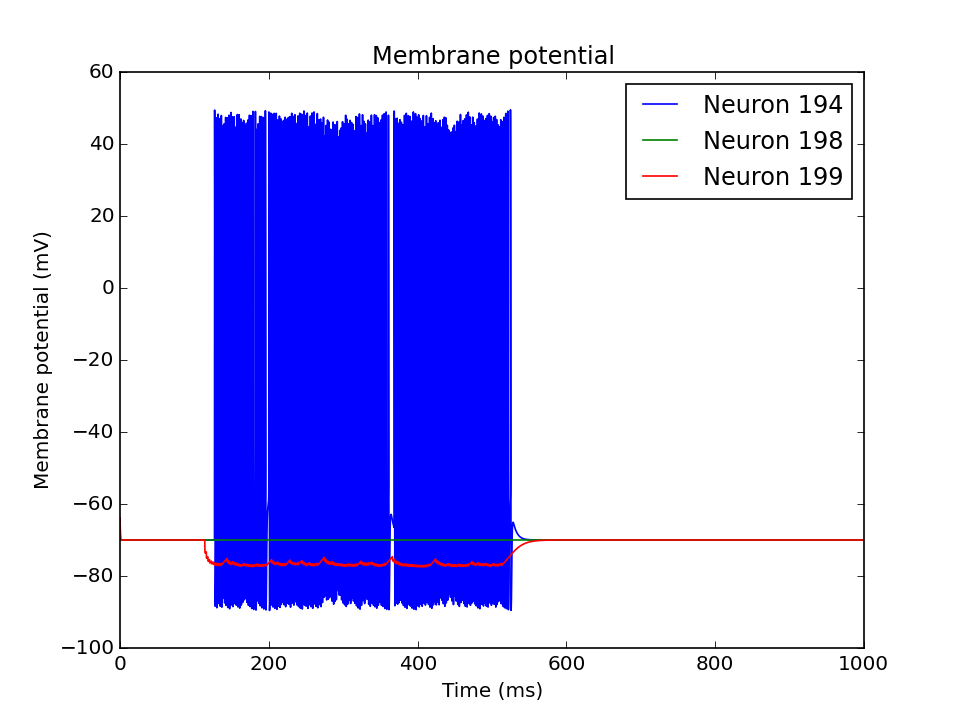 Membrane potential
Neuron 194
Neuron 198
Neuron 199
Membrane potential (mV)
60
40
20
0
−20
−40
−60
−80
−100
0 200 400 600 800 1000
Time (ms)